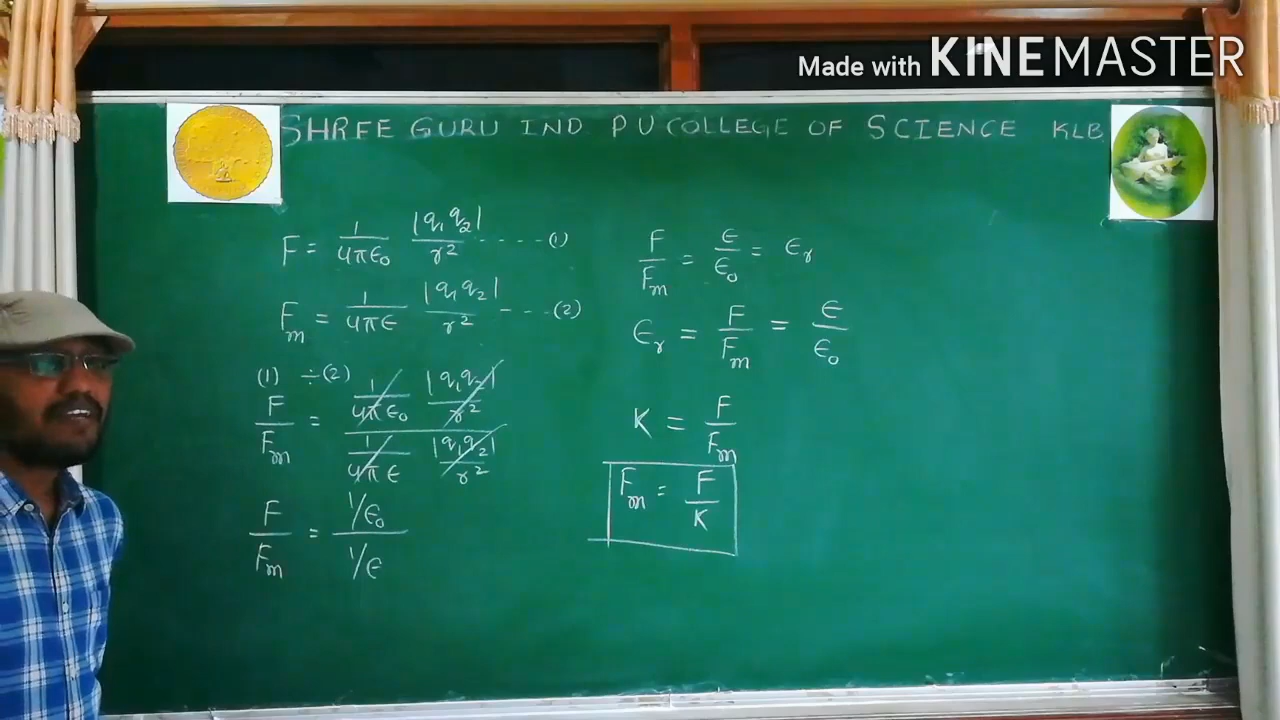 Made with KINEMASTER
SHREE GURU IND PU COLLEGE OF SCIENCE KLB
F = 1/4πε₀ |q₁q₂|/r² ----- (1)
Fₘ = 1/4πε |q₁q₂|/r² --- (2)
(1) ÷ (2)
F/Fₘ = (1/4πε₀ |q₁q₂|/r²)/(1/4πε |q₁q₂|/r²)
F/Fₘ = (1/ε₀)/(1/ε)
F/Fₘ = ε/ε₀ = εᵣ
εᵣ = F/Fₘ = ε/ε₀
K = F/Fₘ
Fₘ = F/K